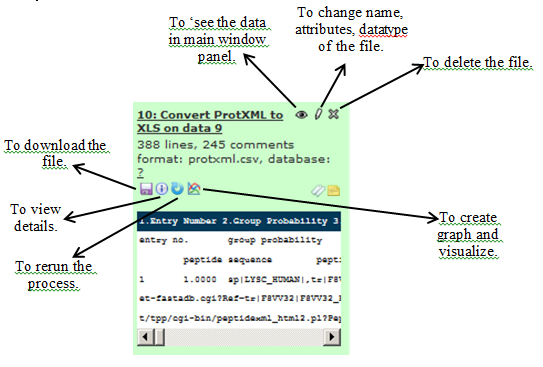 To 'see the data
in main window
panel.
To change name,
attributes, datatype
of the file.
To delete the file.
10: Convert ProtXML to
XLS on data 9
388 lines, 245 comments
format: protxml.csv, database:
?
To download the
file.
To view
details.
To rerun the
process.
To create
graph and
visualize.
1.Entry Number 2.Group Probability 3
entry no. group probability
peptide sequence pepti
1 1.0000 sp|LYSC_HUMAN|,tr|F8V
et-fastadb.cgi?Ref=tr|F8VV32|F8VV32_
t/tpp/cgi-bin/peptidexml_html2.pl?Pep